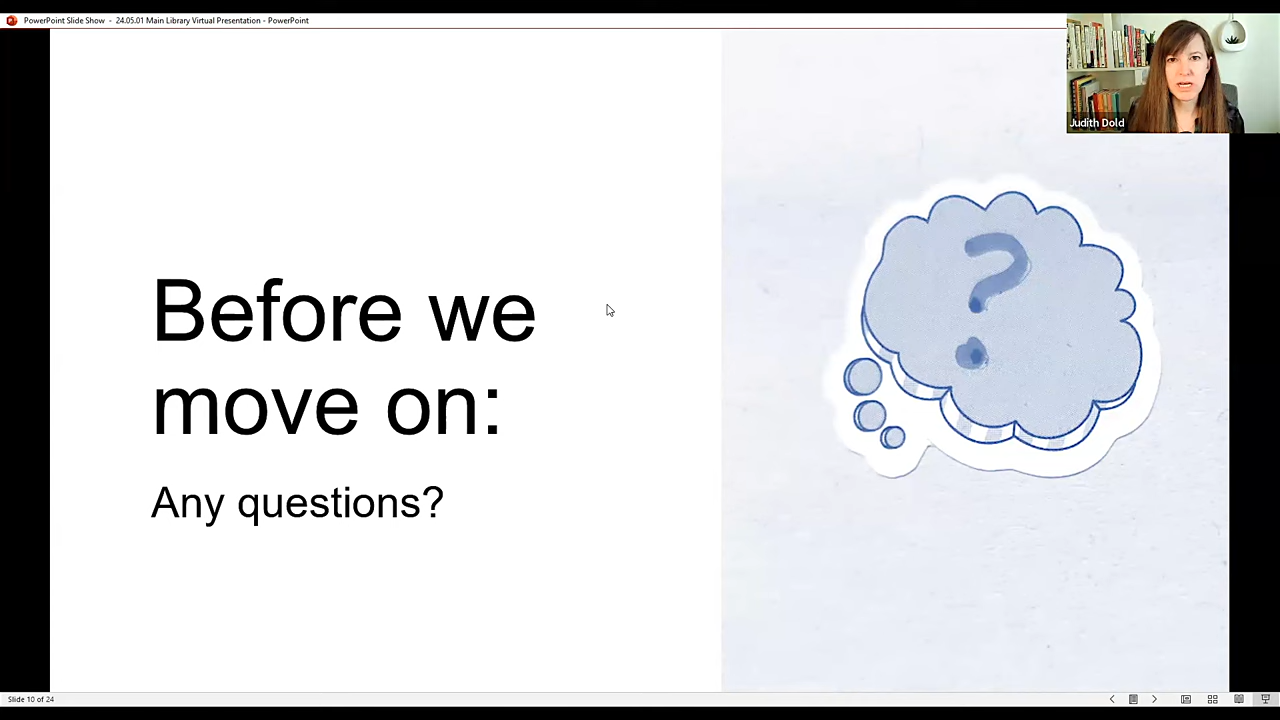 PowerPoint Slide Show - 24.05.01 Main Library Virtual Presentation - PowerPoint
Judith Dold
Before we
move on:
Any questions?
?
Slide 10 of 24